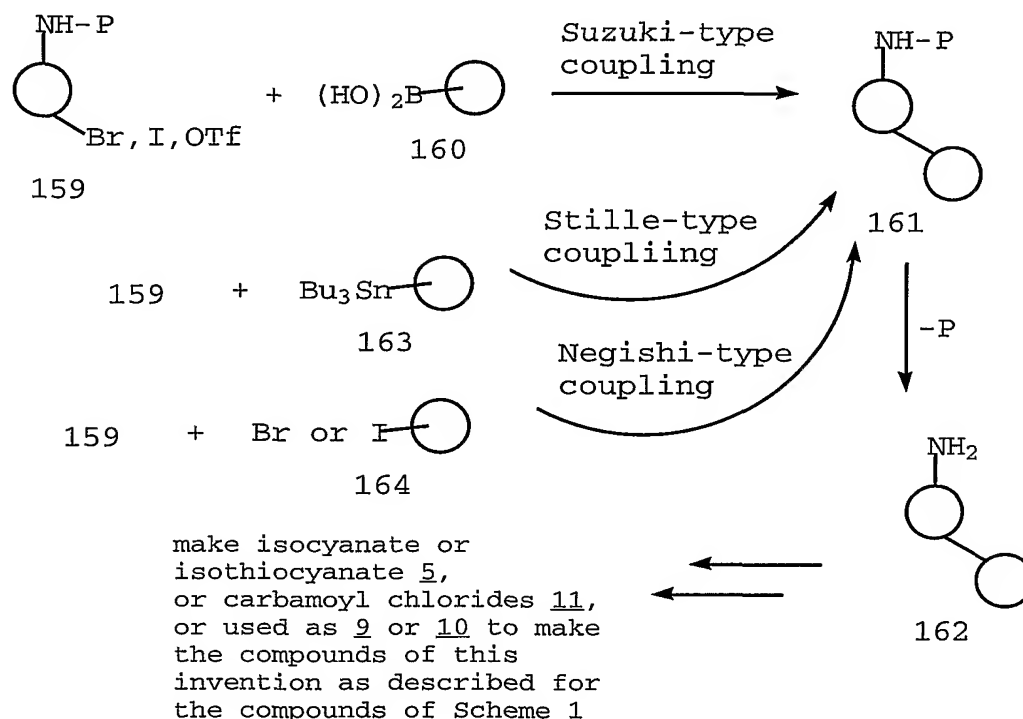 NH-P
Br, I, OTf
159
+ (HO)₂B
160
Suzuki-type
coupling
NH-P
161
159 + Bu₃Sn
163
Stille-type
coupliing
159 + Br or I
164
Negishi-type
coupling
-P
NH₂
162
make isocyanate or
isothiocyanate 5,
or carbamoyl chlorides 11,
or used as 9 or 10 to make
the compounds of this
invention as described for
the compounds of Scheme 1